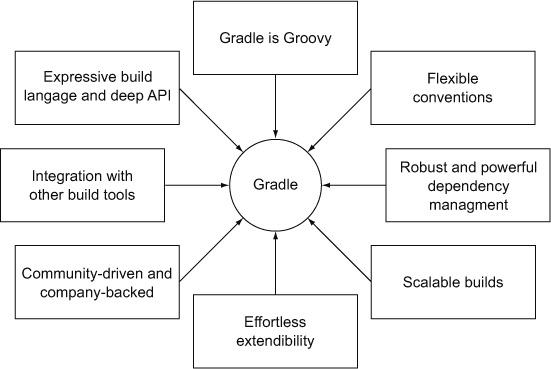 Gradle is Groovy
Expressive build
langage and deep API
Flexible
conventions
Integration with
other build tools
Gradle
Robust and powerful
dependency
managment
Community-driven and
company-backed
Scalable builds
Effortless
extendibility